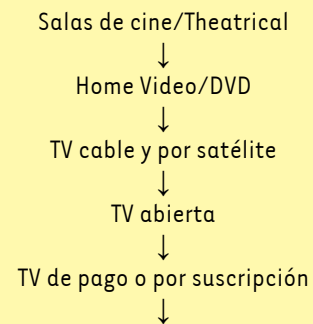 Salas de cine/Theatrical
↓
Home Video/DVD
↓
TV cable y por satélite
↓
TV abierta
↓
TV de pago o por suscripción
↓